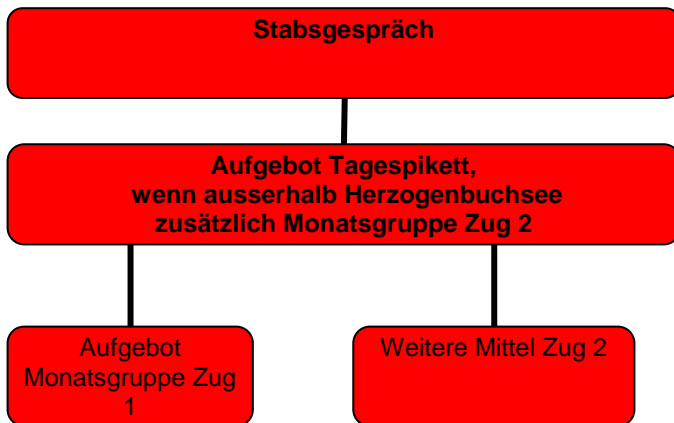 Stabsgespräch
Aufgebot Tagespikett,
wenn ausserhalb Herzogenbuchsee
zusätzlich Monatsgruppe Zug 2
Aufgebot
Monatsgruppe Zug
1
Weitere Mittel Zug 2